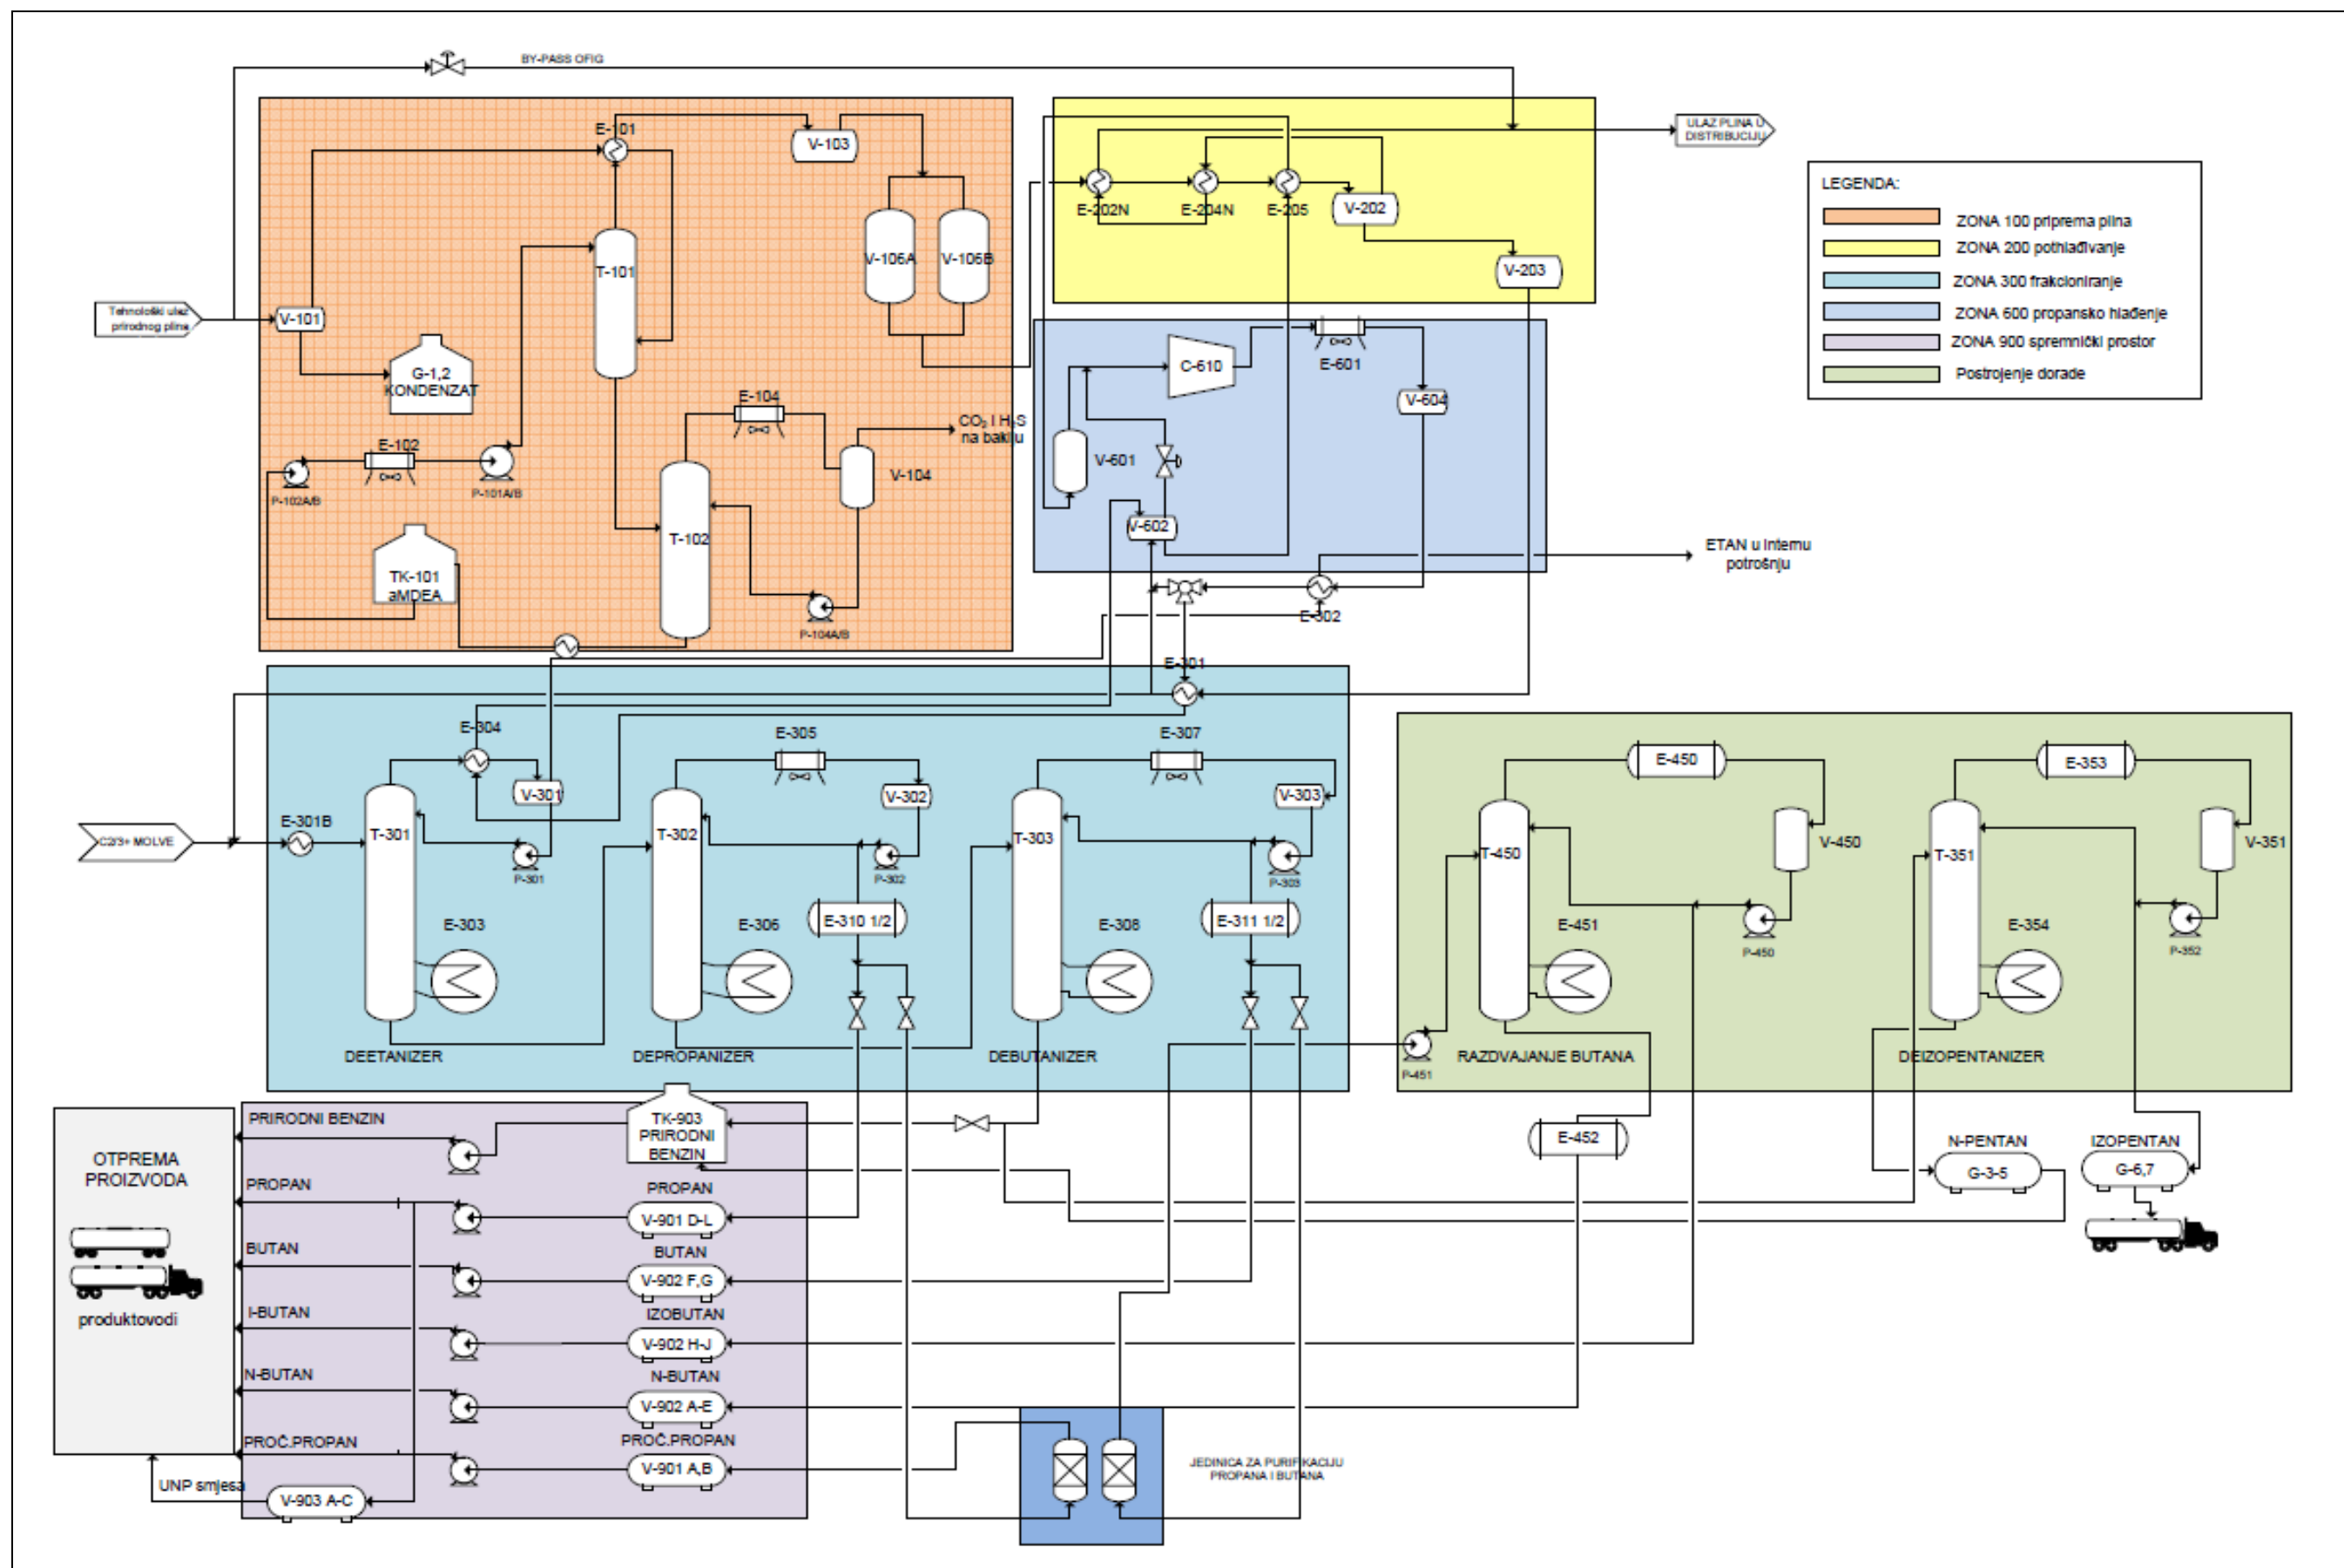 BY-PASS OFIG
ULAZ PLINA U
DISTRIBUCIJU
E-101
V-103
V-106A
V-106B
T-101
Tehnološki ulaz
prirodnog plina
V-101
G-1,2
KONDENZAT
E-102
P-102A/B
P-101A/B
E-104
CO₂ I H₂S
na baklju
V-104
T-102
TK-101
aMDEA
P-104A/B
E-202N
E-204N
E-205
V-202
V-203
LEGENDA:
ZONA 100 priprema plina
ZONA 200 pothlađivanje
ZONA 300 frakcioniranje
ZONA 600 propansko hlađenje
ZONA 900 spremnički prostor
Postrojenje dorade
C-610
E-601
V-604
V-601
V-602
ETAN u internu
potrošnju
E-302
E-301
C2/3+ MOLVE
E-301B
E-304
V-301
T-301
P-301
E-303
DEETANIZER
E-305
V-302
T-302
P-302
E-310 1/2
E-306
DEPROPANIZER
E-307
V-303
T-303
P-303
E-311 1/2
E-308
DEBUTANIZER
E-450
V-450
T-450
P-450
E-451
P-451
RAZDVAJANJE BUTANA
E-353
V-351
T-351
P-352
E-354
DEIZOPENTANIZER
E-452
N-PENTAN
G-3-5
IZOPENTAN
G-6,7
OTPREMA
PROIZVODA
produktovodi
PRIRODNI BENZIN
TK-903
PRIRODNI
BENZIN
PROPAN
PROPAN
V-901 D-L
BUTAN
BUTAN
V-902 F,G
I-BUTAN
IZOBUTAN
V-902 H-J
N-BUTAN
N-BUTAN
V-902 A-E
PROČ.PROPAN
PROČ.PROPAN
V-901 A,B
UNP smjesa
V-903 A-C
JEDINICA ZA PURIFIKACIJU
PROPANA I BUTANA